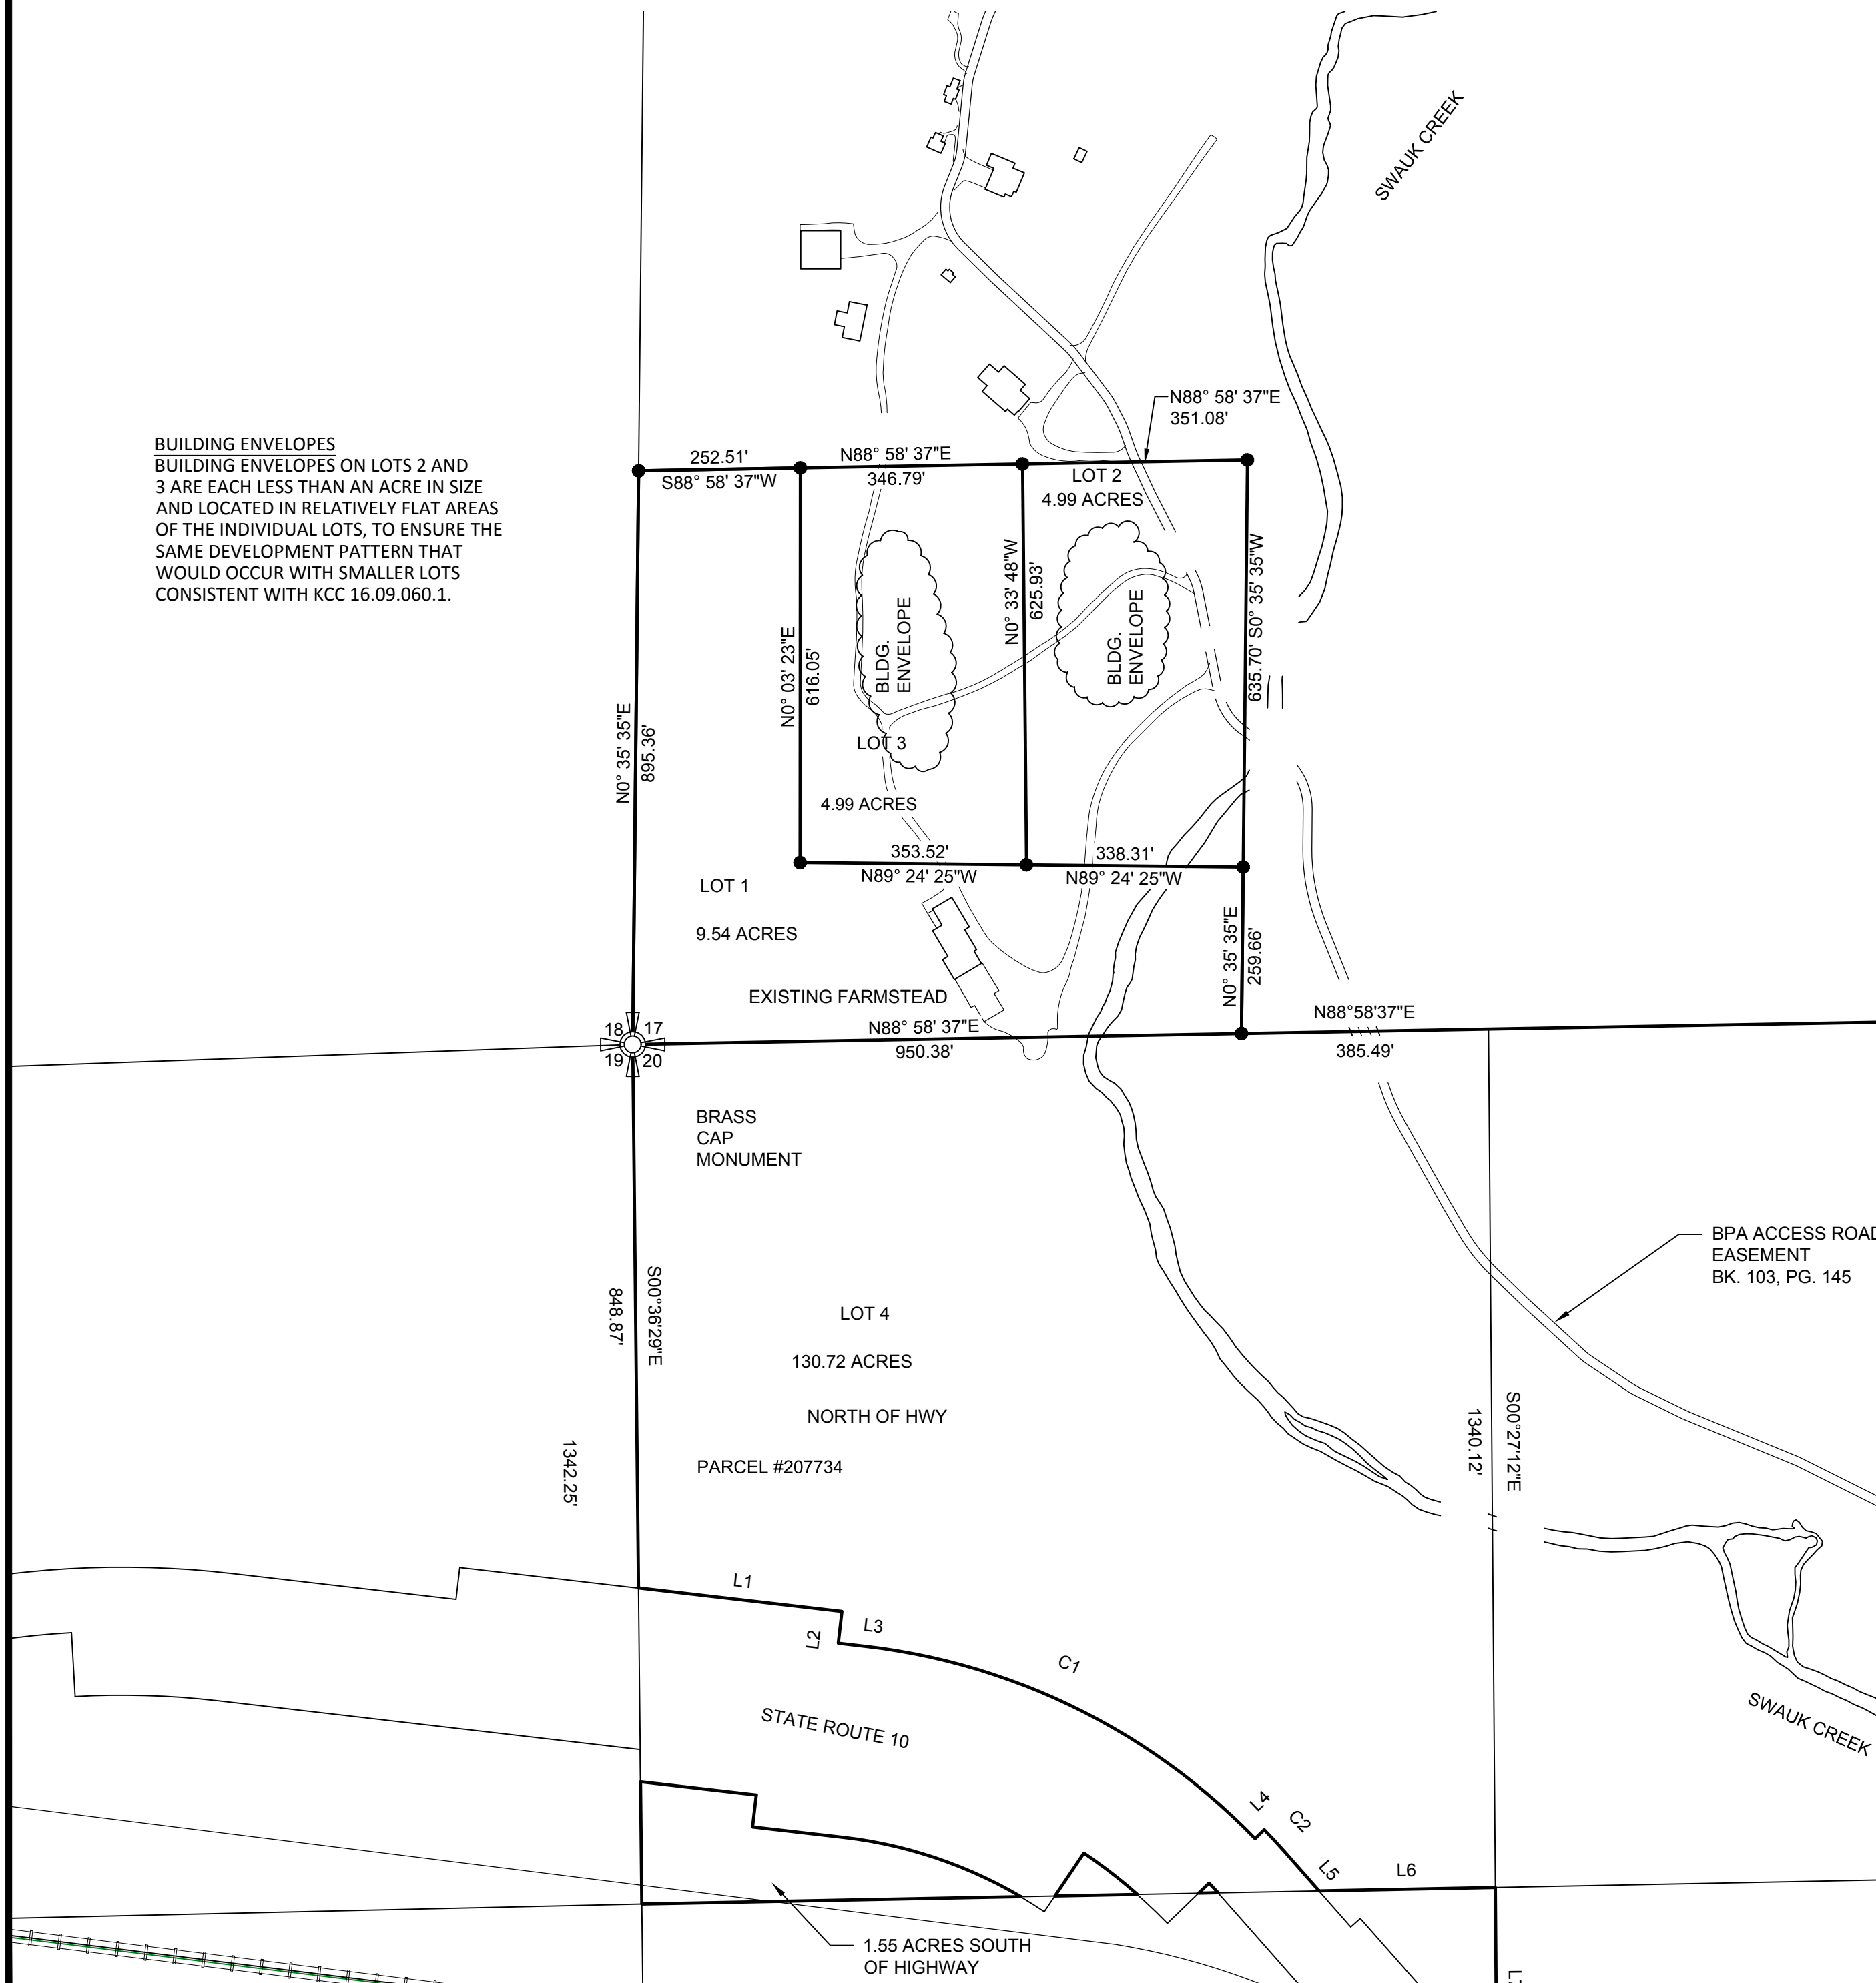 SWAUK CREEK
N88° 58' 37"E
351.08'
BUILDING ENVELOPES
BUILDING ENVELOPES ON LOTS 2 AND
3 ARE EACH LESS THAN AN ACRE IN SIZE
AND LOCATED IN RELATIVELY FLAT AREAS
OF THE INDIVIDUAL LOTS, TO ENSURE THE
SAME DEVELOPMENT PATTERN THAT
WOULD OCCUR WITH SMALLER LOTS
CONSISTENT WITH KCC 16.09.060.1.
252.51'
S88° 58' 37"W
N88° 58' 37"E
346.79'
LOT 2
4.99 ACRES
N0° 33' 48"W
625.93'
635.70' S0° 35' 35"W
BLDG.
ENVELOPE
BLDG.
ENVELOPE
N0° 03' 23"E
616.05'
N0° 35' 35"E
895.36'
LOT 3
4.99 ACRES
353.52'
N89° 24' 25"W
338.31'
N89° 24' 25"W
LOT 1
9.54 ACRES
EXISTING FARMSTEAD
N0° 35' 35"E
259.66'
N88° 58' 37"E
950.38'
N88°58'37"E
385.49'
18 17
19 20
BRASS
CAP
MONUMENT
BPA ACCESS ROAD
EASEMENT
BK. 103, PG. 145
S00°36'29"E
848.87'
LOT 4
130.72 ACRES
NORTH OF HWY
PARCEL #207734
1342.25'
S00°27'12"E
1340.12'
L1
L2
L3
C1
STATE ROUTE 10
SWAUK CREEK
L4
C2
L5
L6
1.55 ACRES SOUTH
OF HIGHWAY